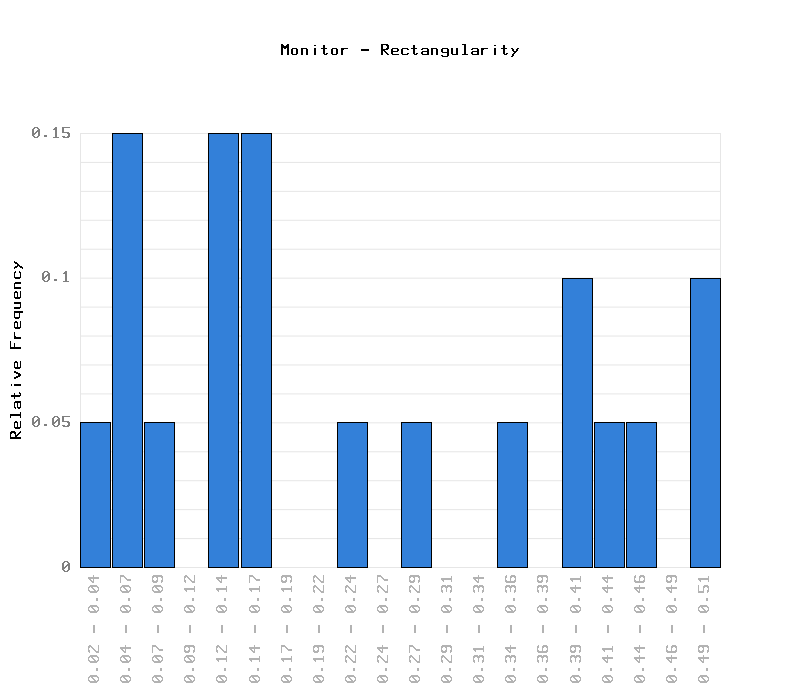 Monitor - Rectangularity
0.15
0.1
0.05
0
Relative Frequency
0.02 - 0.04
0.04 - 0.07
0.07 - 0.09
0.09 - 0.12
0.12 - 0.14
0.14 - 0.17
0.17 - 0.19
0.19 - 0.22
0.22 - 0.24
0.24 - 0.27
0.27 - 0.29
0.29 - 0.31
0.31 - 0.34
0.34 - 0.36
0.36 - 0.39
0.39 - 0.41
0.41 - 0.44
0.44 - 0.46
0.46 - 0.49
0.49 - 0.51